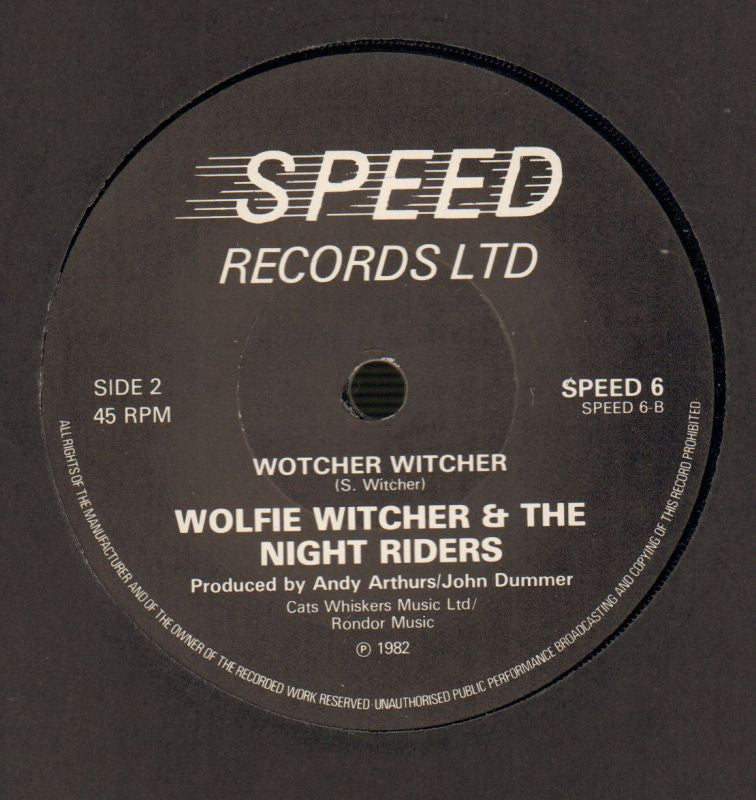 SPEED
RECORDS LTD
SIDE 2
45 RPM
SPEED 6
SPEED 6-B
WOTCHER WITCHER
(S. Witcher)
WOLFIE WITCHER & THE
NIGHT RIDERS
Produced by Andy Arthurs/John Dummer
Cats Whiskers Music Ltd/
Rondor Music
℗ 1982
ALL RIGHTS OF THE MANUFACTURER AND OF THE OWNER OF THE RECORDED WORK RESERVED · UNAUTHORISED PUBLIC PERFORMANCE BROADCASTING AND COPYING OF THIS RECORD PROHIBITED ·